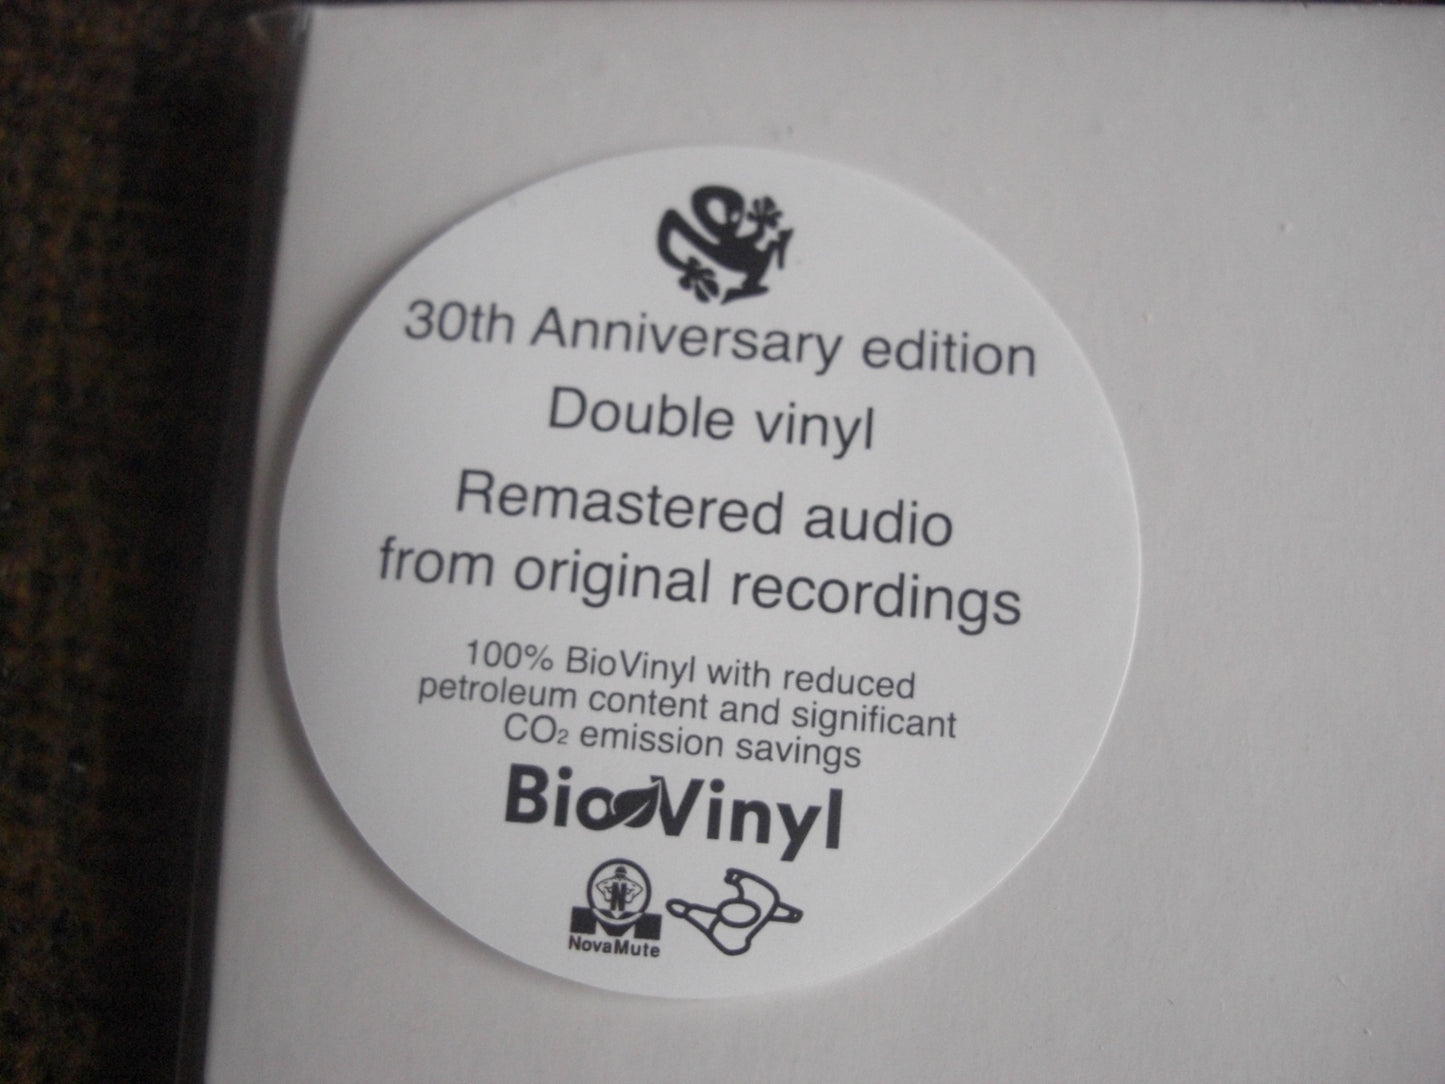 30th Anniversary edition
Double vinyl
Remastered audio
from original recordings
100% BioVinyl with reduced
petroleum content and significant
CO₂ emission savings
BioVinyl
N
NovaMute